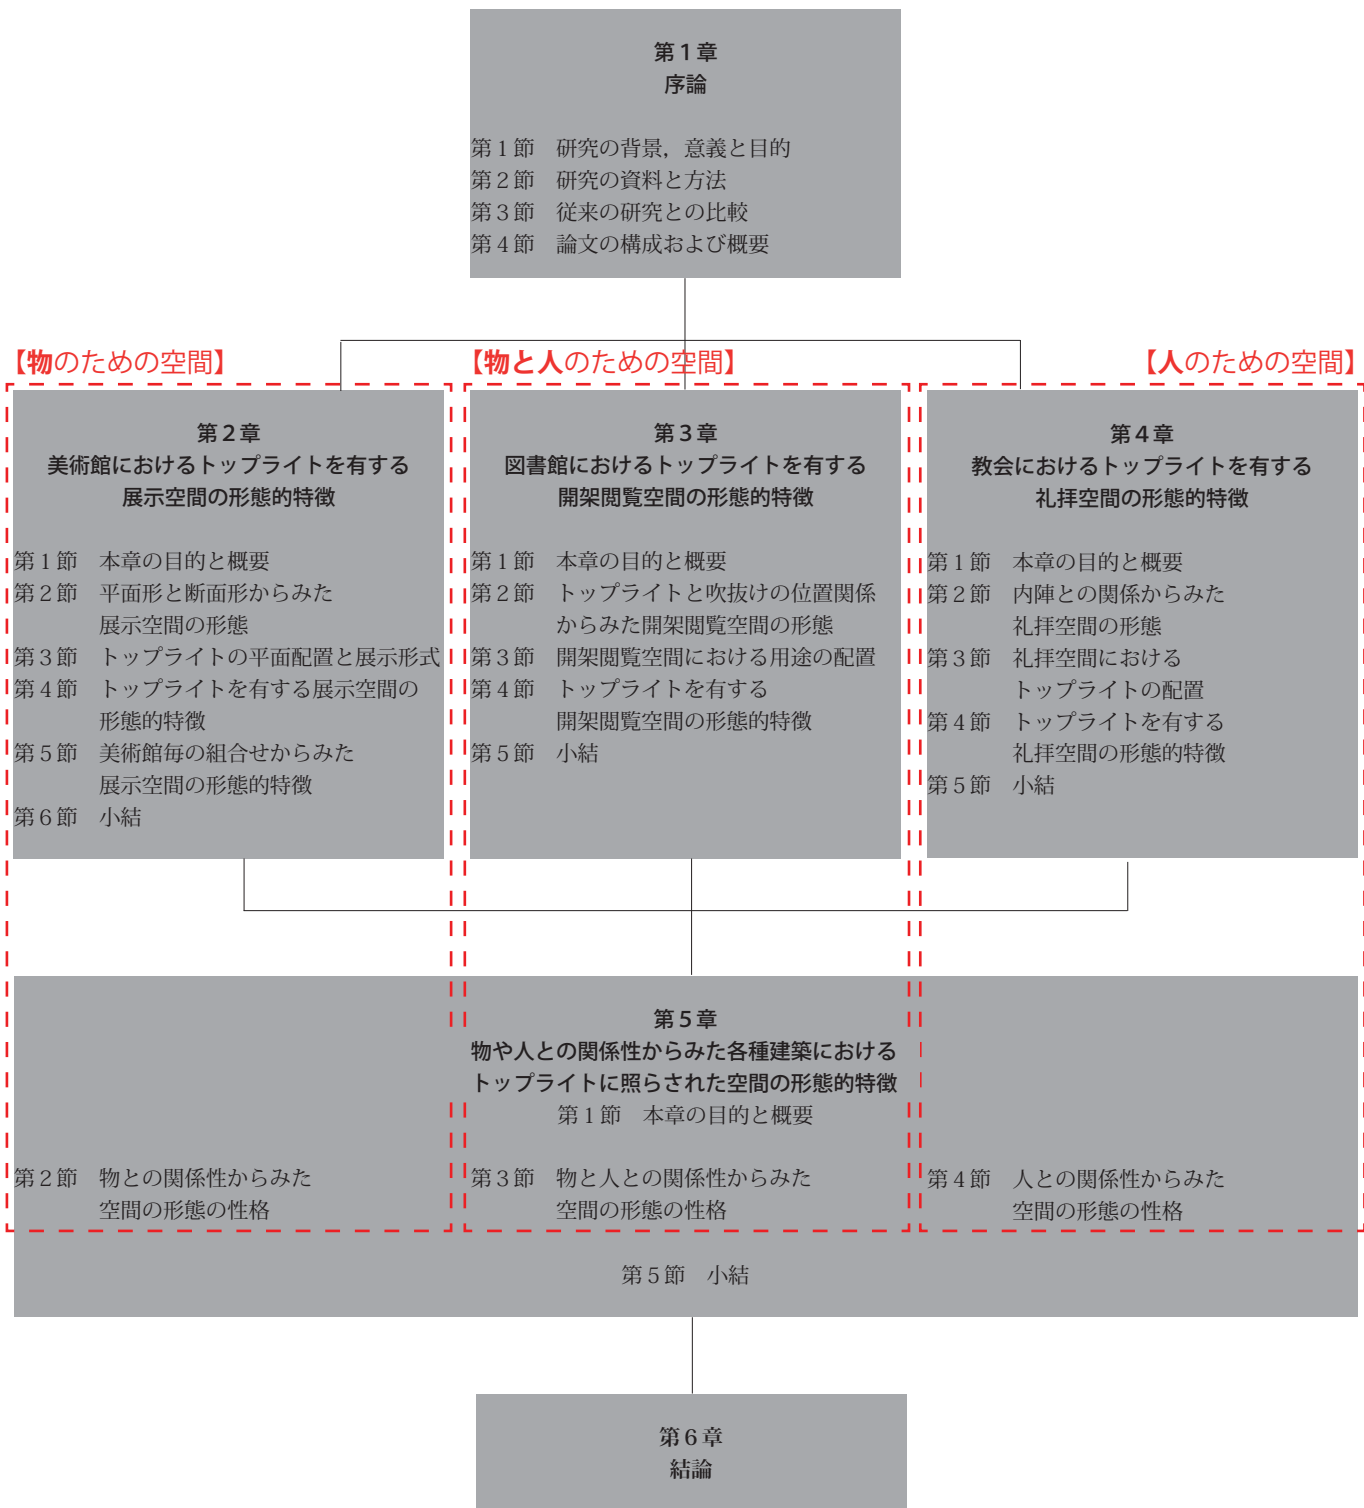 第1章
序論
第1節　研究の背景，意義と目的
第2節　研究の資料と方法
第3節　従来の研究との比較
第4節　論文の構成および概要
【物のための空間】
第2章
美術館におけるトップライトを有する
展示空間の形態的特徴
第1節　本章の目的と概要
第2節　平面形と断面形からみた
展示空間の形態
第3節　トップライトの平面配置と展示形式
第4節　トップライトを有する展示空間の
形態的特徴
第5節　美術館毎の組合せからみた
展示空間の形態的特徴
第6節　小結
【物と人のための空間】
第3章
図書館におけるトップライトを有する
開架閲覧空間の形態的特徴
第1節　本章の目的と概要
第2節　トップライトと吹抜けの位置関係
からみた開架閲覧空間の形態
第3節　開架閲覧空間における用途の配置
第4節　トップライトを有する
開架閲覧空間の形態的特徴
第5節　小結
【人のための空間】
第4章
教会におけるトップライトを有する
礼拝空間の形態的特徴
第1節　本章の目的と概要
第2節　内陣との関係からみた
礼拝空間の形態
第3節　礼拝空間における
トップライトの配置
第4節　トップライトを有する
礼拝空間の形態的特徴
第5節　小結
第5章
物や人との関係性からみた各種建築における
トップライトに照らされた空間の形態的特徴
第1節　本章の目的と概要
第2節　物との関係性からみた
空間の形態の性格
第3節　物と人との関係性からみた
空間の形態の性格
第4節　人との関係性からみた
空間の形態の性格
第5節　小結
第6章
結論